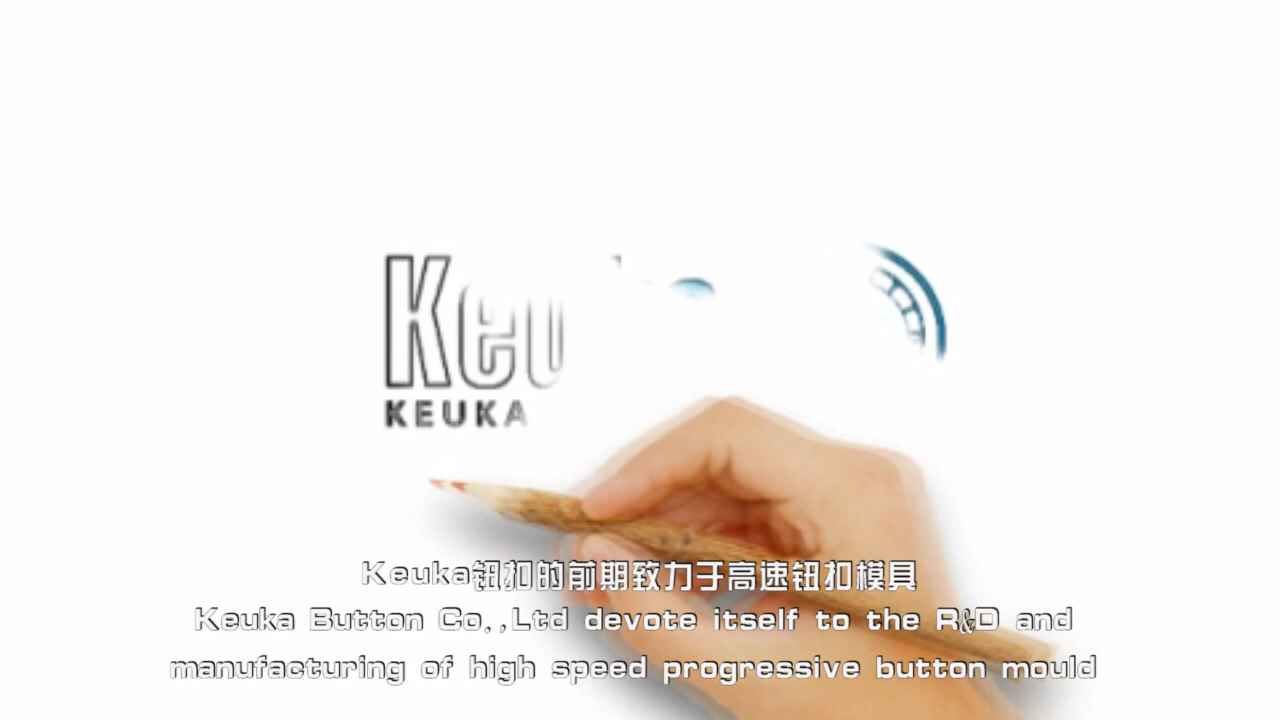 Keu
KEUKA
Keuka钮扣的前期致力于高速钮扣模具
Keuka Button Co.,Ltd devote itself to the R&D and
manufacturing of high speed progressive button mould